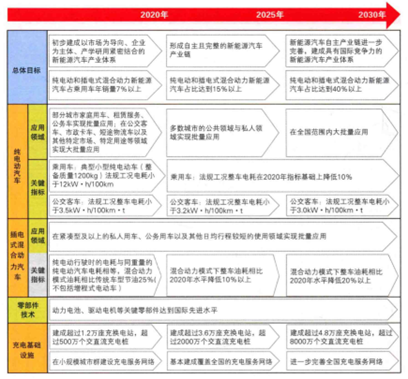 2020年
2025年
2030年
总体目标
初步建成以市场为导向、企业
为主体、产学研用紧密结合的
新能源汽车产业体系
形成自主且完整的新能源汽车
产业链
新能源汽车自主产业链进一步
完善，建成具有国际竞争力的
新能源汽车产业体系
纯电动和插电式混合动力新能源
汽车占乘用车年销量7%以上
纯电动和插电式混合动力新能源
汽车占比达到15%以上
纯电动和插电式混合动力新能源
汽车占比达到40%以上
纯电动汽车
应用
领域
部分城市家庭用车、租赁服务、
公务车实现批量应用，在公交客
车、市政卡车、短途物流车以及
其他特定市场、特定用途等领域
实现大批量应用
多数城市的公共领域与私人领
域实现批量应用
在全国范围内大批量应用
关键
指标
乘用车：典型小型纯电动车（整
备质量1200kg）法规工况电耗小
于12kW·h/100km
乘用车：法规工况整车电耗在2020年指标基础上降低10%
公交客车：法规工况整车电耗小
于3.5kW·h/100km·t
公交客车：法规工况整车电耗小
于3.2kW·h/100km·t
公交客车：法规工况整车电耗小
于3.0kW·h/100km·t
插电式混合动力汽车
应用
领域
在紧凑型及以上的私人用车、公务用车以及其他日均行程较短的使用领域实现批量应用
关键
指标
纯电动行驶时的电耗与同重量的
纯电动汽车电耗相等，混合动力
模式油耗相比传统车型节油25%
(不包括增程式电动车)
混合动力模式下整车油耗相比
2020年水平降低10%以上
混合动力模式下整车油耗相比
2020年水平降低20%以上
零部件
技术
动力电池、驱动电机等关键零部件达到国际先进水平
充电基础
设施
建成超过1.2万座充换电站，超
过500万个交直流充电桩
建成超过3.6万座充换电站，超
过2000万个交直流充电桩
建成超过4.8万座充换电站，超过
8000万个交直流充电桩
在小规模城市群建设充电服务网络
基本建成覆盖全国的充电服务网络
进一步完善全国充电服务网络